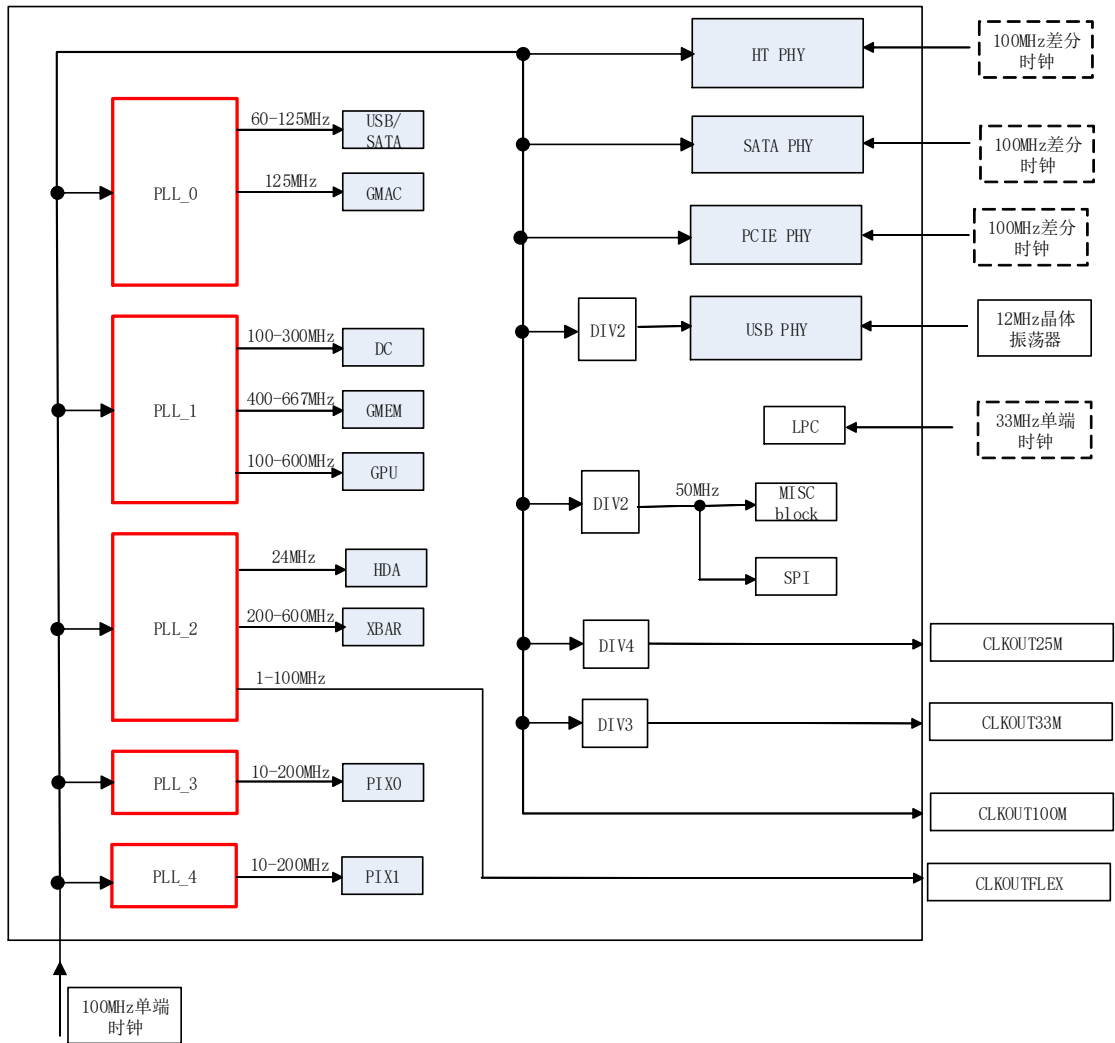 HT PHY
100MHz差分
时钟
60-125MHz
USB/
SATA
125MHz
GMAC
PLL_0
SATA PHY
100MHz差分
时钟
PCIE PHY
100MHz差分
时钟
DIV2
USB PHY
12MHz晶体
振荡器
100-300MHz
DC
400-667MHz
GMEM
PLL_1
100-600MHz
GPU
LPC
33MHz单端
时钟
DIV2
50MHz
MISC
block
SPI
24MHz
HDA
200-600MHz
XBAR
PLL_2
1-100MHz
DIV4
CLKOUT25M
DIV3
CLKOUT33M
PLL_3
10-200MHz
PIX0
CLKOUT100M
PLL_4
10-200MHz
PIX1
CLKOUTFLEX
100MHz单端
时钟